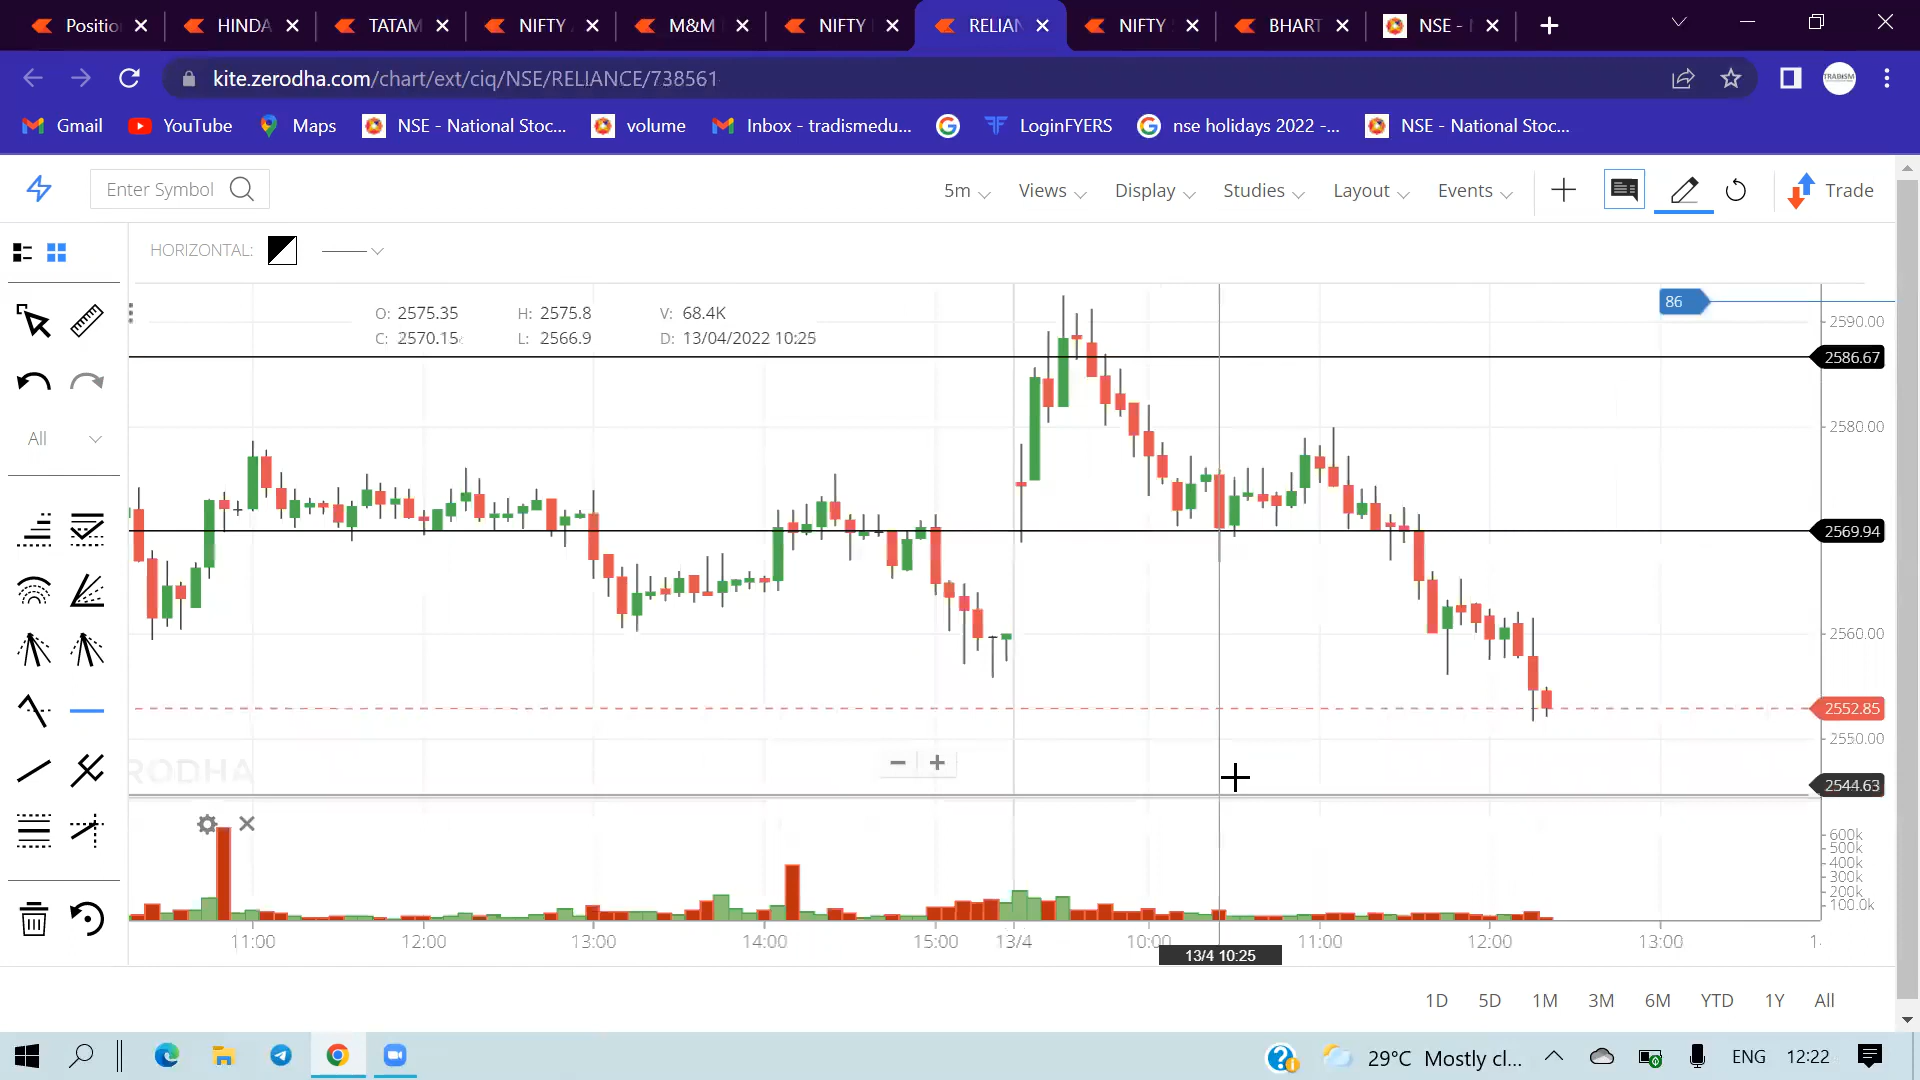 Positio
HINDA
TATAM
NIFTY
M&M
NIFTY
RELIAN
NIFTY
BHART
NSE -
kite.zerodha.com/chart/ext/ciq/NSE/RELIANCE/738561
TRADISM
Gmail YouTube Maps NSE - National Stoc... volume Inbox - tradismedu... LoginFYERS nse holidays 2022 -... NSE - National Stoc...
Enter Symbol 5m Views Display Studies Layout Events Trade
HORIZONTAL:
O: 2575.35 H: 2575.8 V: 68.4K
C: 2570.15 L: 2566.9 D: 13/04/2022 10:25
All
86
2590.00
2586.67
2580.00
2569.94
2560.00
2552.85
2550.00
2544.63
RODHA
600k
500k
400k
300k
200k
100.0k
11:00 12:00 13:00 14:00 15:00 13/4 10:00 11:00 12:00 13:00
13/4 10:25
1D 5D 1M 3M 6M YTD 1Y All
29°C Mostly cl... ENG 12:22